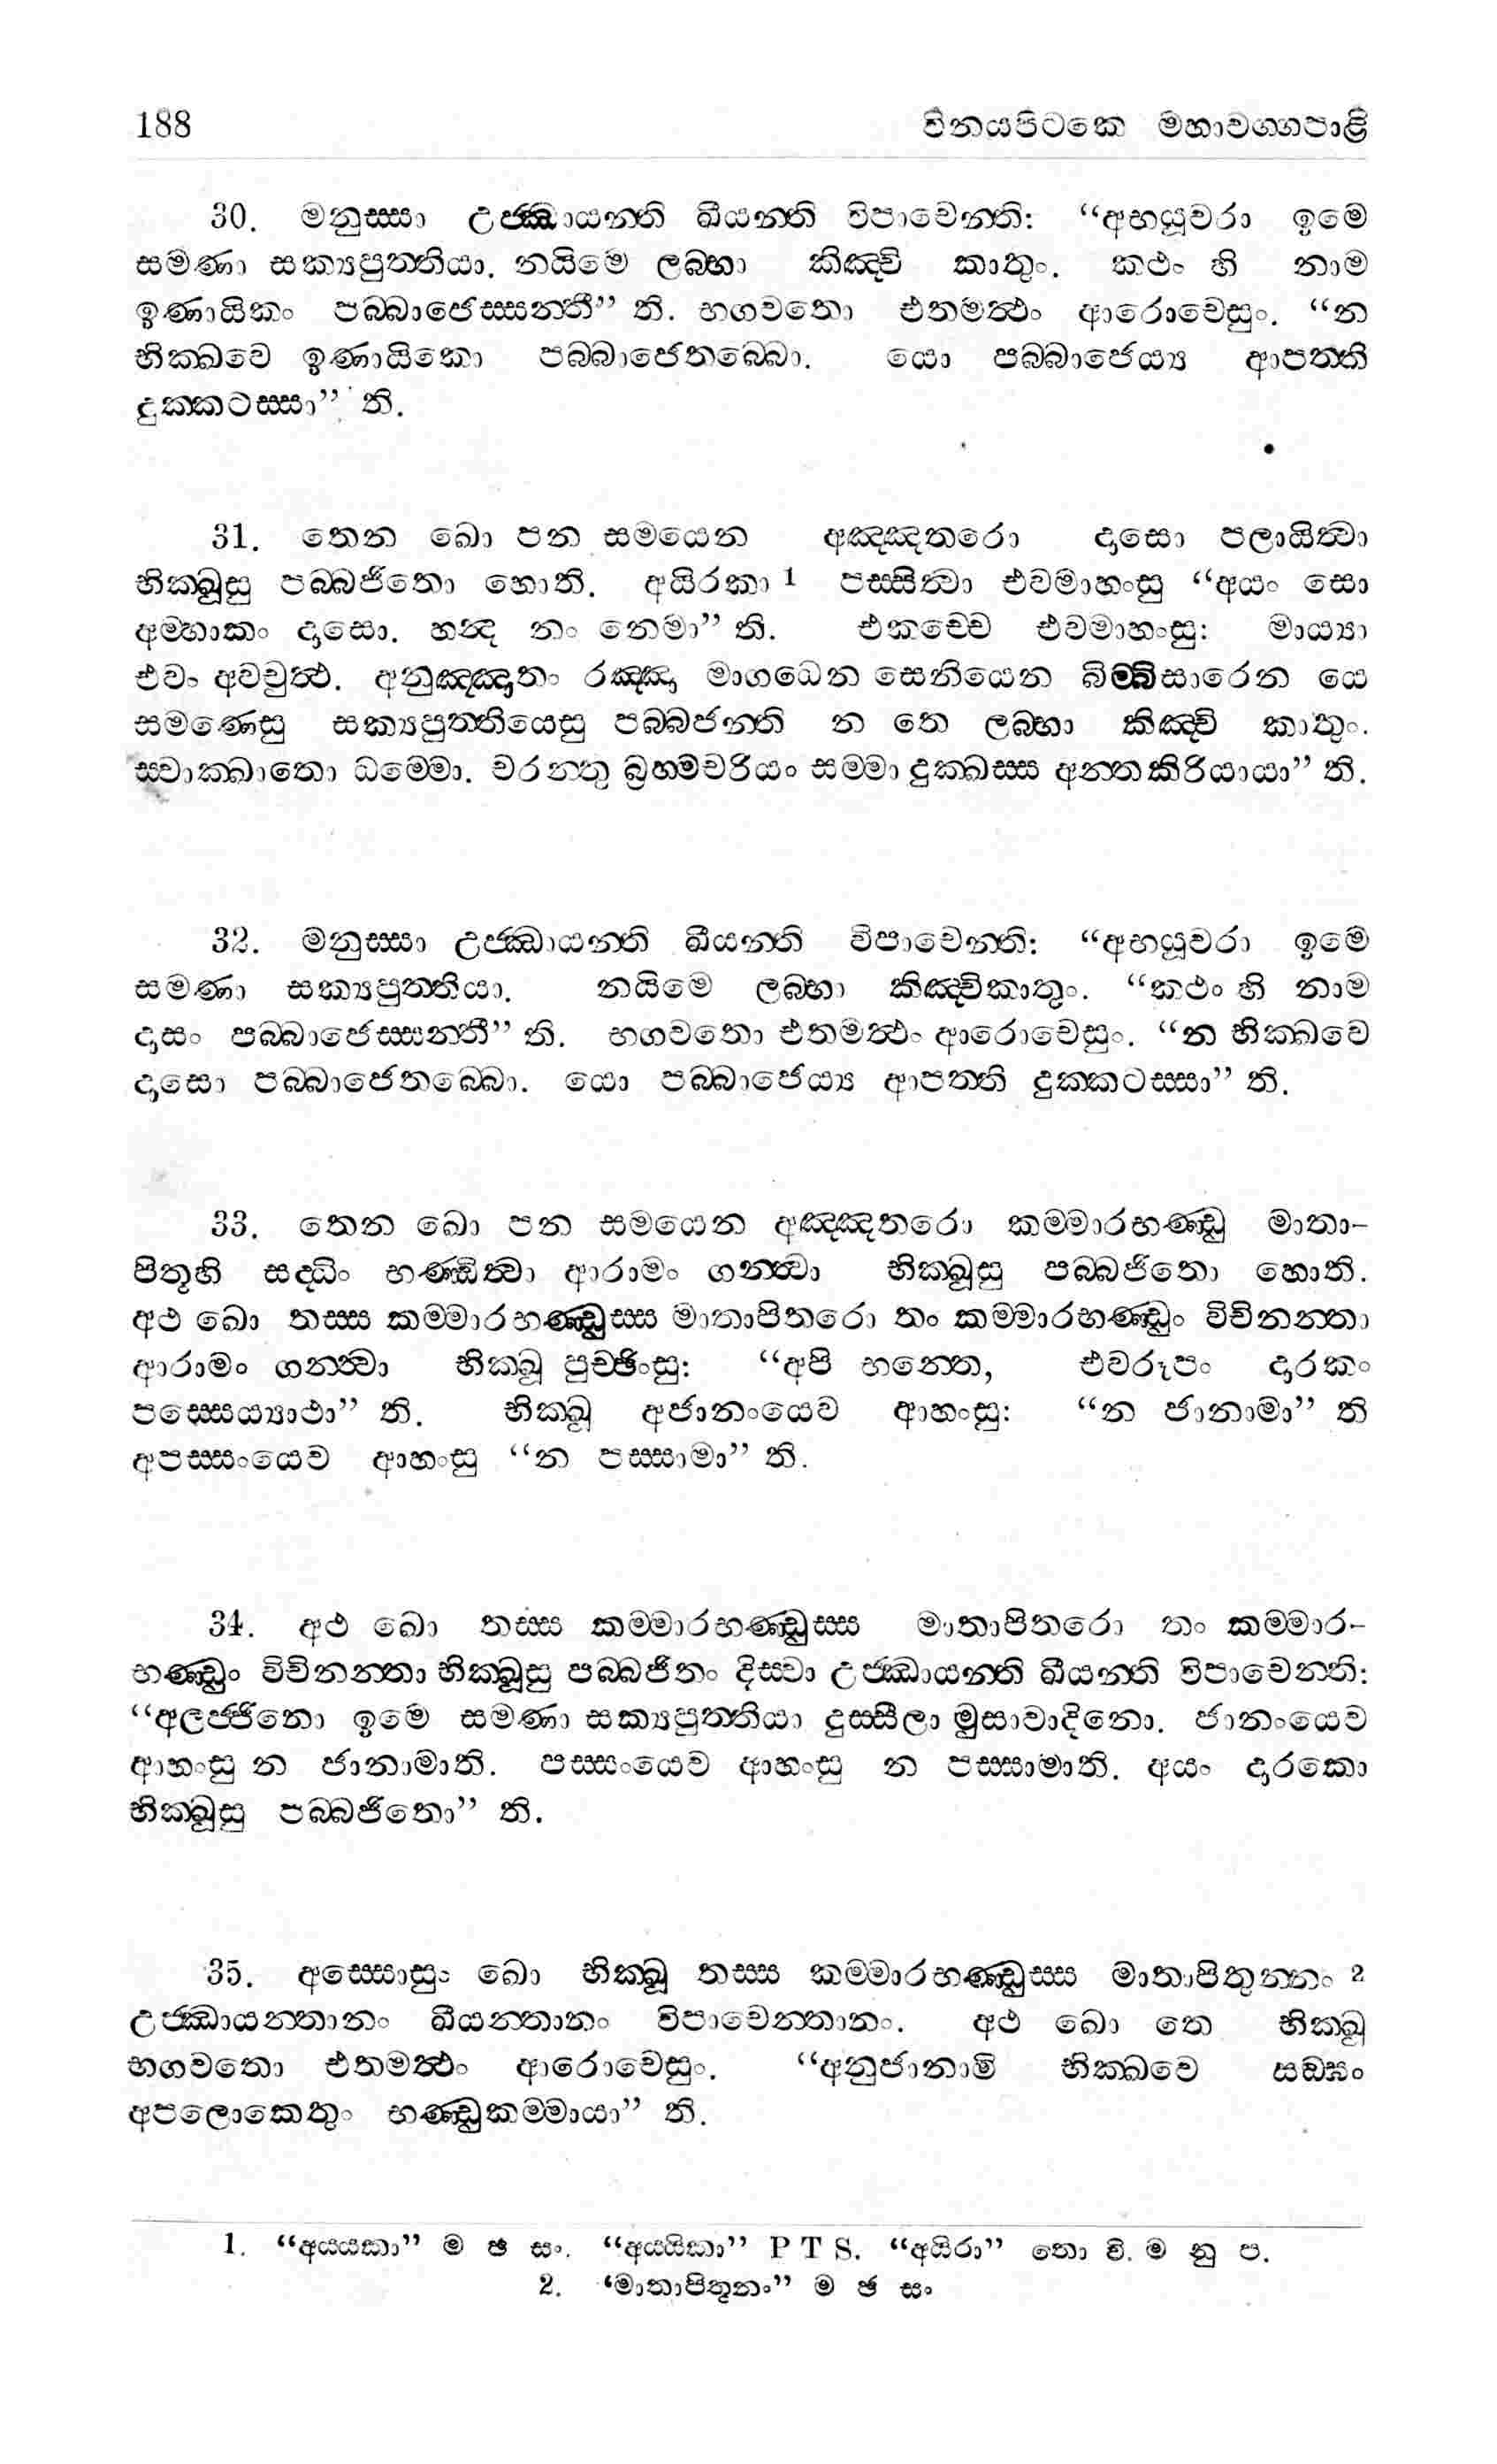 188 විනයපිටකෙ මහාවග්ගපාළි
30. මනුස්සා උජ්ඣායන්ති ඛීයන්ති විපාචෙන්ති: “අභයූවරා ඉමෙ
සමණා සක්‍යපුත්තියා. නයිමෙ ලබ්භා කිඤ්චි කාතුං. කථං හි නාම
ඉණායිකං පබ්බාජෙස්සන්තී” ති. භගවතො එතමත්ථං ආරොචෙසුං. “න
භික්ඛවෙ ඉණායිකො පබ්බාජෙතබ්බො. යො පබ්බාජෙය්‍ය ආපත්ති
දුක්කටස්සා” ති.
31. තෙන ඛො පන සමයෙන අඤ්ඤතරො දාසො පලායිත්වා
භික්ඛූසු පබ්බජිතො හොති. අයිරකා 1 පස්සිත්වා එවමාහංසු “අයං සො
අම්හාකං දාසො. හන්ද නං නෙමා” ති. එකච්චෙ එවමාහංසු: මාය්‍යා
එවං අවචුත්ථ. අනුඤ්ඤාතං රඤ්ඤා මාගධෙන සෙනියෙන බිම්බිසාරෙන යෙ
සමණෙසු සක්‍යපුත්තියෙසු පබ්බජන්ති න තෙ ලබ්භා කිඤ්චි කාතුං.
ස්වාක්ඛාතො ධම්මො. චරන්තු බ්‍රහ්මචරියං සම්මා දුක්ඛස්ස අන්තකිරියායා” ති.
32. මනුස්සා උජ්ඣායන්ති ඛීයන්ති විපාචෙන්ති: “අභයූවරා ඉමෙ
සමණා සක්‍යපුත්තියා. නයිමෙ ලබ්භා කිඤ්චිකාතුං. “කථං හි නාම
දාසං පබ්බාජෙස්සන්තී” ති. භගවතො එතමත්ථං ආරොචෙසුං. “න භික්ඛවෙ
දාසො පබ්බාජෙතබ්බො. යො පබ්බාජෙය්‍ය ආපත්ති දුක්කටස්සා” ති.
33. තෙන ඛො පන සමයෙන අඤ්ඤතරො කම්මාරභණ්ඩු මාතා-
පිතූහි සද්ධිං භණ්ඩිත්වා ආරාමං ගන්ත්වා භික්ඛූසු පබ්බජිතො හොති.
අථ ඛො තස්ස කම්මාරභණ්ඩුස්ස මාතාපිතරො තං කම්මාරභණ්ඩුං විචිනන්තා
ආරාමං ගන්ත්වා භික්ඛූ පුච්ඡිංසු: “අපි භන්තෙ, එවරූපං දාරකං
පස්සෙය්‍යාථා” ති. භික්ඛූ අජානංයෙව ආහංසු: “න ජානාමා” ති
අපස්සංයෙව ආහංසු “න පස්සාමා” ති.
34. අථ ඛො තස්ස කම්මාරභණ්ඩුස්ස මාතාපිතරො තං කම්මාර-
භණ්ඩුං විචිනන්තා භික්ඛූසු පබ්බජිතං දිස්වා උජ්ඣායන්ති ඛීයන්ති විපාචෙන්ති:
“අලජ්ජිනො ඉමෙ සමණා සක්‍යපුත්තියා දුස්සීලා මුසාවාදිනො. ජානංයෙව
ආහංසු න ජානාමාති. පස්සංයෙව ආහංසු න පස්සාමාති. අයං දාරකො
භික්ඛූසු පබ්බජිතො” ති.
35. අස්සොසුං ඛො භික්ඛූ තස්ස කම්මාරභණ්ඩුස්ස මාතාපිතුන්නං 2
උජ්ඣායන්තානං ඛීයන්තානං විපාචෙන්තානං. අථ ඛො තෙ භික්ඛූ
භගවතො එතමත්ථං ආරොචෙසුං. “අනුජානාමි භික්ඛවෙ සඞ්ඝං
අපලොකෙතුං භණ්ඩුකම්මායා” ති.
1. “අයයකා” ම ඡ සං. “අයයිකා” P T S. “අයිරා” තො වි. ම නු ප.
2. ‘මාතාපිතූනං” ම ඡ සං